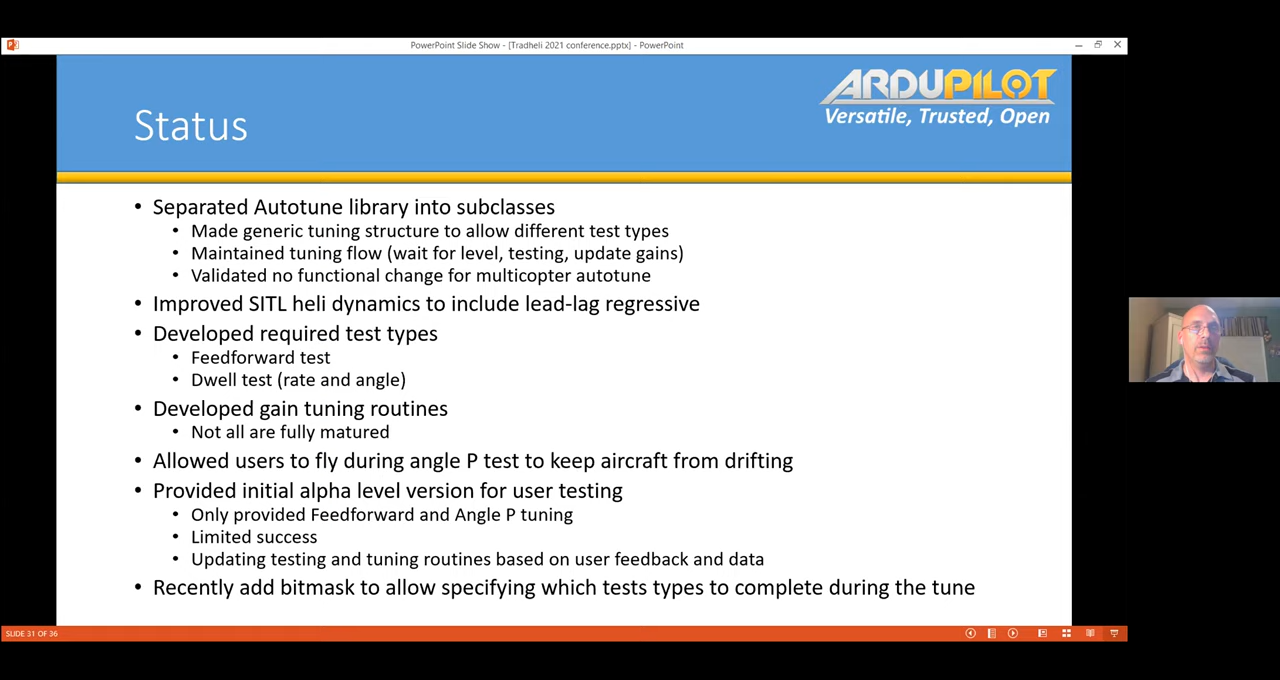 PowerPoint Slide Show - [Tradheli 2021 conference.pptx] - PowerPoint
ARDUPILOT
Versatile, Trusted, Open
Status
• Separated Autotune library into subclasses
• Made generic tuning structure to allow different test types
• Maintained tuning flow (wait for level, testing, update gains)
• Validated no functional change for multicopter autotune
• Improved SITL heli dynamics to include lead-lag regressive
• Developed required test types
• Feedforward test
• Dwell test (rate and angle)
• Developed gain tuning routines
• Not all are fully matured
• Allowed users to fly during angle P test to keep aircraft from drifting
• Provided initial alpha level version for user testing
• Only provided Feedforward and Angle P tuning
• Limited success
• Updating testing and tuning routines based on user feedback and data
• Recently add bitmask to allow specifying which tests types to complete during the tune
SLIDE 31 OF 36